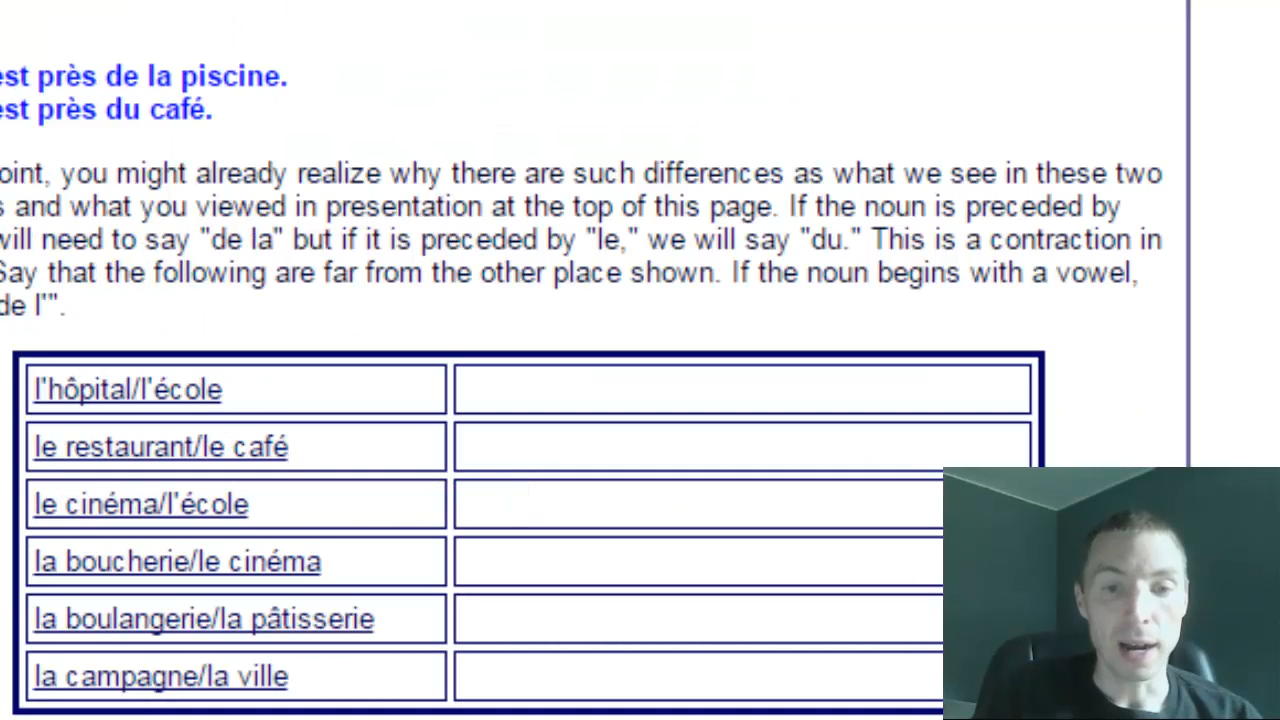 est près de la piscine.
est près du café.
oint, you might already realize why there are such differences as what we see in these two
s and what you viewed in presentation at the top of this page. If the noun is preceded by
will need to say "de la" but if it is preceded by "le," we will say "du." This is a contraction in
Say that the following are far from the other place shown. If the noun begins with a vowel,
de l'".
l'hôpital/l'école
le restaurant/le café
le cinéma/l'école
la boucherie/le cinéma
la boulangerie/la pâtisserie
la campagne/la ville